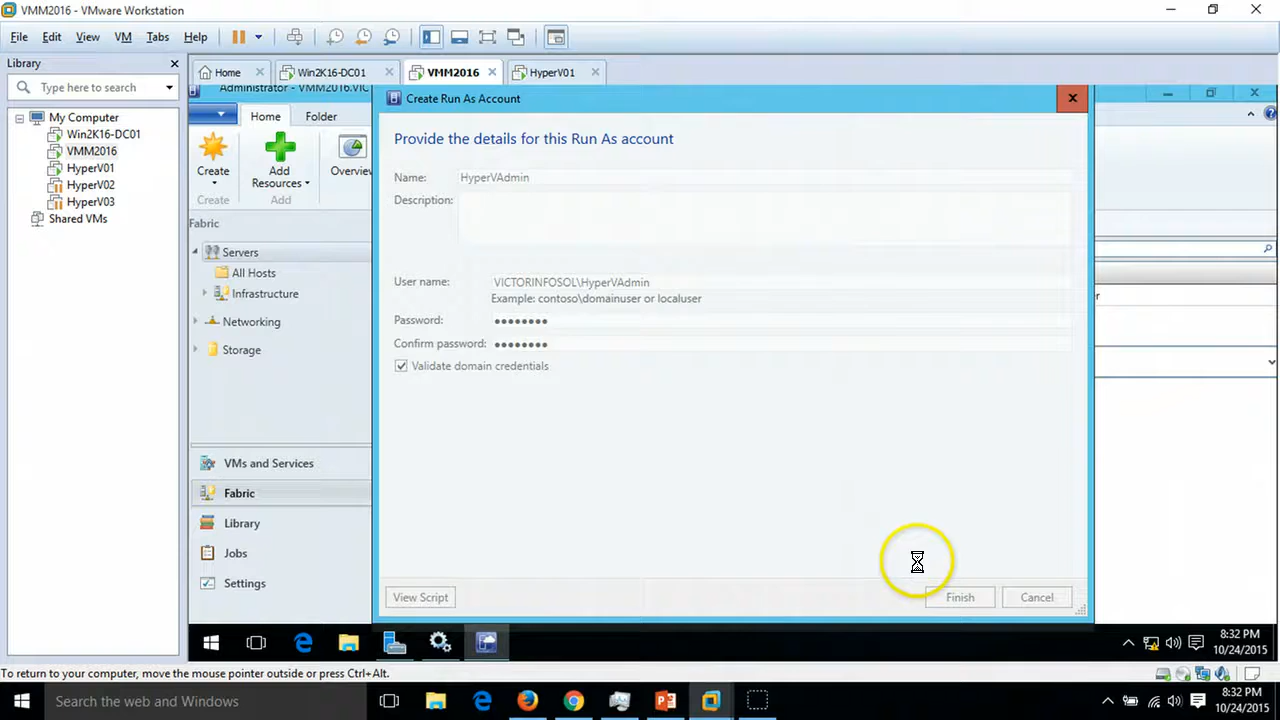 VMM2016 - VMware Workstation
File Edit View VM Tabs Help
Library
Type here to search
My Computer
Win2K16-DC01
VMM2016
HyperV01
HyperV02
HyperV03
Shared VMs
Home Win2K16-DC01 VMM2016 HyperV01
Administrator - VMM2016.VIC
Home Folder
Create
Add Resources
Overview
Create Add
Fabric
Servers
All Hosts
Infrastructure
Networking
Storage
VMs and Services
Fabric
Library
Jobs
Settings
Create Run As Account
Provide the details for this Run As account
Name: HyperVAdmin
Description:
User name: VICTORINFOSOL\HyperVAdmin
Example: contoso\domainuser or localuser
Password: ●●●●●●●●
Confirm password: ●●●●●●●●
Validate domain credentials
View Script Finish Cancel
8:32 PM
10/24/2015
To return to your computer, move the mouse pointer outside or press Ctrl+Alt.
Search the web and Windows
8:32 PM
10/24/2015